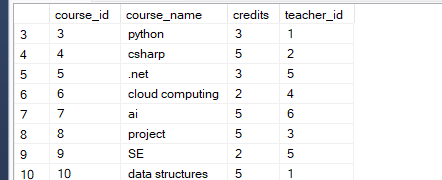 course_id course_name credits teacher_id
3 3 python 3 1
4 4 csharp 5 2
5 5 .net 3 5
6 6 cloud computing 2 4
7 7 ai 5 6
8 8 project 5 3
9 9 SE 2 5
10 10 data structures 5 1